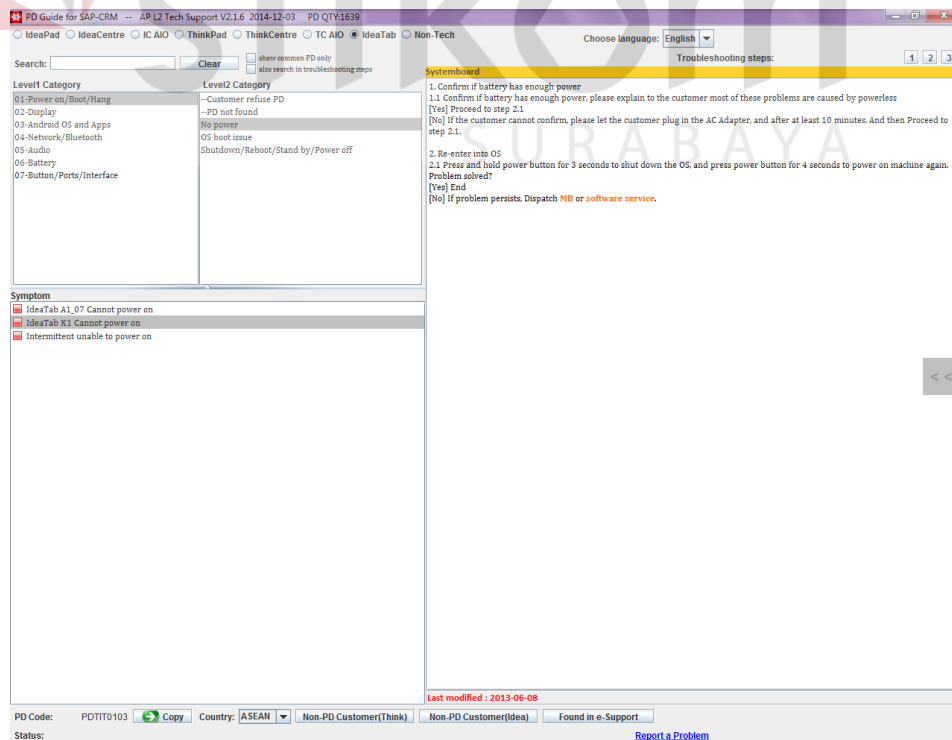 PD Guide for SAP-CRM -- AP L2 Tech Support V2.1.6 2014-12-03 PD QTY:1639
IdeaPad IdeaCentre IC AIO ThinkPad ThinkCentre TC AIO IdeaTab Non-Tech
Choose language: English
Search: Clear
show common PD only
also search in troubleshooting steps
Troubleshooting steps: 1 2 3
Level1 Category Level2 Category
01-Power on/Boot/Hang
02-Display
03-Android OS and Apps
04-Network/Bluetooth
05-Audio
06-Battery
07-Button/Ports/Interface
--Customer refuse PD
--PD not found
No power
OS boot issue
Shutdown/Reboot/Stand by/Power off
Symptom
IdeaTab A1_07 Cannot power on
IdeaTab K1 Cannot power on
Intermittent unable to power on
Systemboard
1. Confirm if battery has enough power
1.1 Confirm if battery has enough power, please explain to the customer most of these problems are caused by powerless
[Yes] Proceed to step 2.1
[No] If the customer cannot confirm, please let the customer plug in the AC Adapter, and after at least 10 minutes. And then Proceed to
step 2.1.
2. Re-enter into OS
2.1 Press and hold power button for 3 seconds to shut down the OS, and press power button for 4 seconds to power on machine again.
Problem solved?
[Yes] End
[No] If problem persists, Dispatch MB or software service.
SURABAYA
< <
Last modified : 2013-06-08
PD Code: PDTIT0103 Copy Country: ASEAN Non-PD Customer(Think) Non-PD Customer(Idea) Found in e-Support
Status: Report a Problem